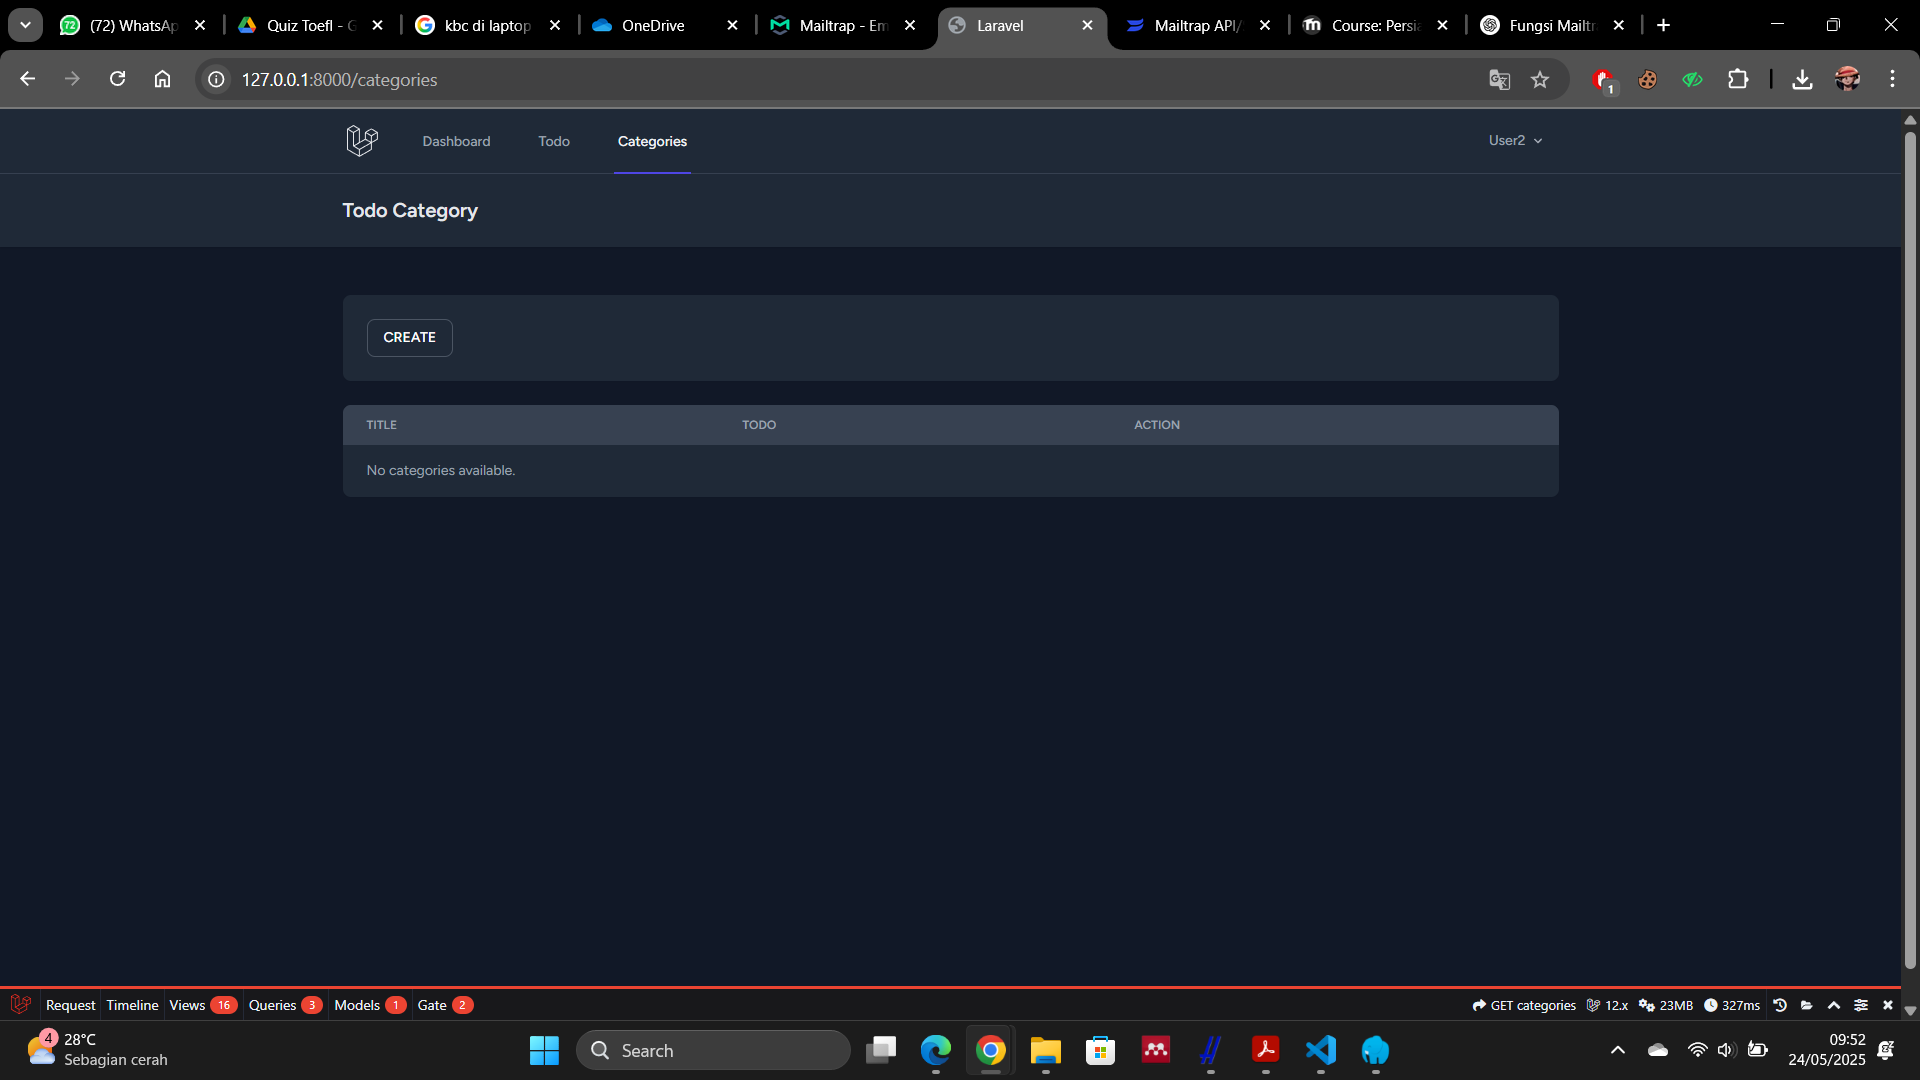 (72) WhatsAp
Quiz Toefl - G
kbc di laptop
OneDrive
Mailtrap - Em
Laravel
Mailtrap API/
Course: Persia
Fungsi Mailtr
127.0.0.1:8000/categories
1
Dashboard
Todo
Categories
User2
Todo Category
CREATE
TITLE TODO ACTION
No categories available.
Request Timeline Views 16 Queries 3 Models 1 Gate 2
GET categories 12.x 23MB 327ms
4
28°C
Sebagian cerah
Search
09:52
24/05/2025